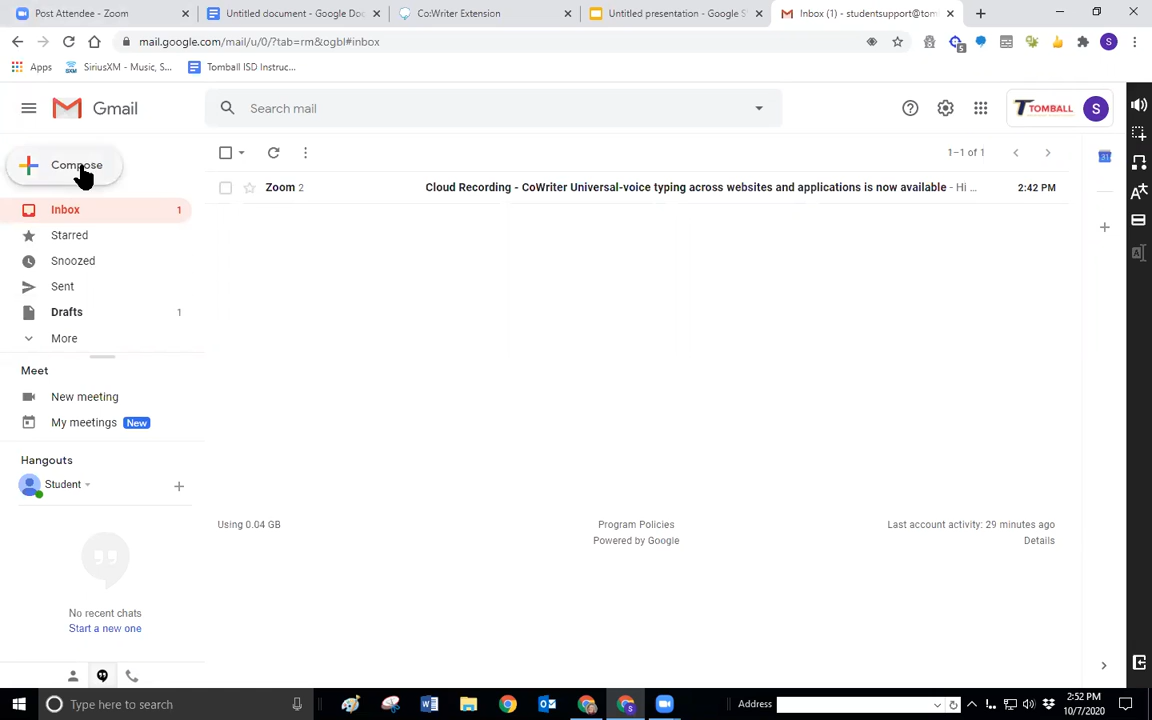 Post Attendee - Zoom
Untitled document - Google Doc
Co:Writer Extension
Untitled presentation - Google S
Inbox (1) - studentsupport@tom
mail.google.com/mail/u/0/?tab=rm&ogbl#inbox
5
S
Apps
SXM
SiriusXM - Music, S...
Tomball ISD Instruc...
Gmail
Search mail
TOMBALL
S
Compose
1–1 of 1
31
Zoom 2
Cloud Recording - CoWriter Universal-voice typing across websites and applications is now available - Hi ...
2:42 PM
Inbox
1
Starred
Snoozed
Sent
Drafts
1
More
Meet
New meeting
My meetings
New
Hangouts
Student
Using 0.04 GB
Program Policies
Powered by Google
Last account activity: 29 minutes ago
Details
No recent chats
Start a new one
Type here to search
Address
2:52 PM
10/7/2020